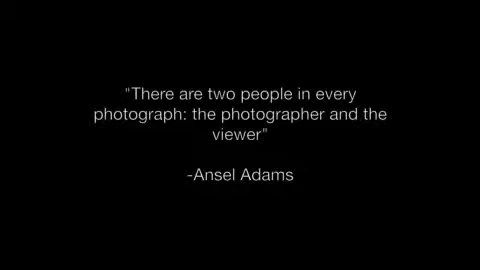 "There are two people in every
photograph: the photographer and the
viewer"
-Ansel Adams